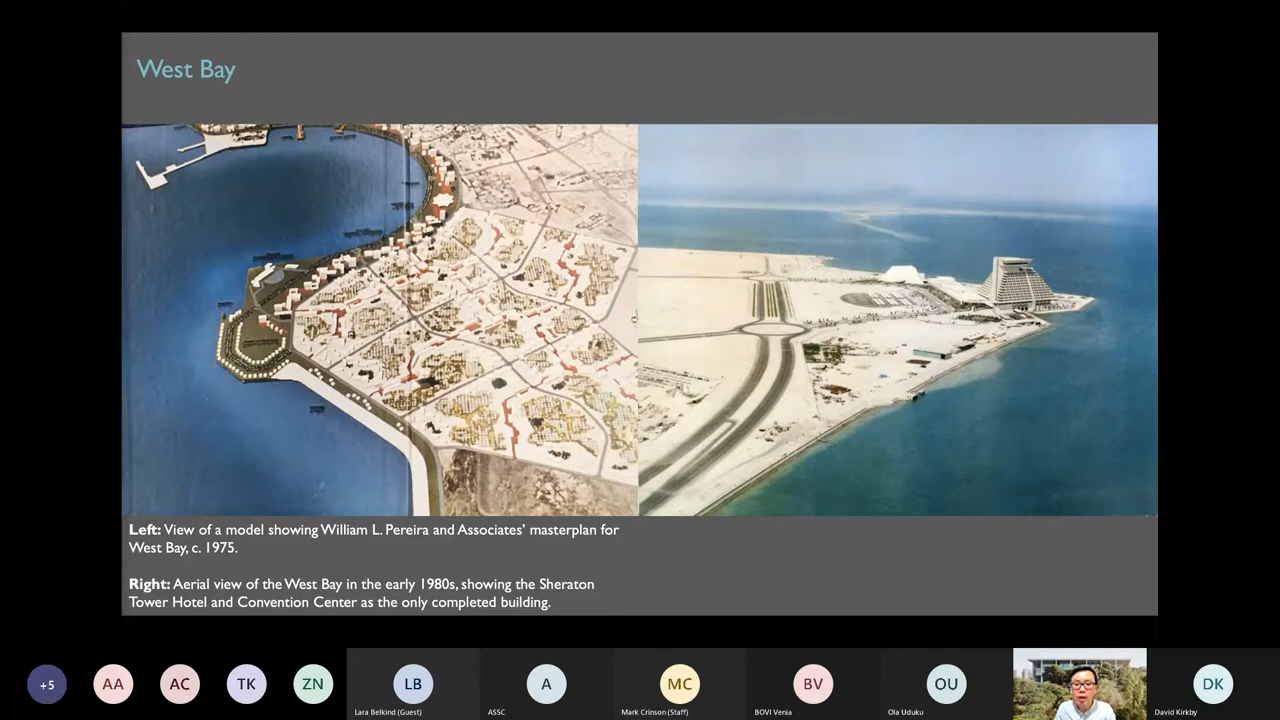 West Bay
Left: View of a model showing William L. Pereira and Associates' masterplan for
West Bay, c. 1975.
Right: Aerial view of the West Bay in the early 1980s, showing the Sheraton
Tower Hotel and Convention Center as the only completed building.
+5
AA
AC
TK
ZN
LB
A
MC
BV
OU
DK
Lara Belkind (Guest)
ASSC
Mark Crinson (Staff)
BOVI Venia
Ola Uduku
David Kirkby